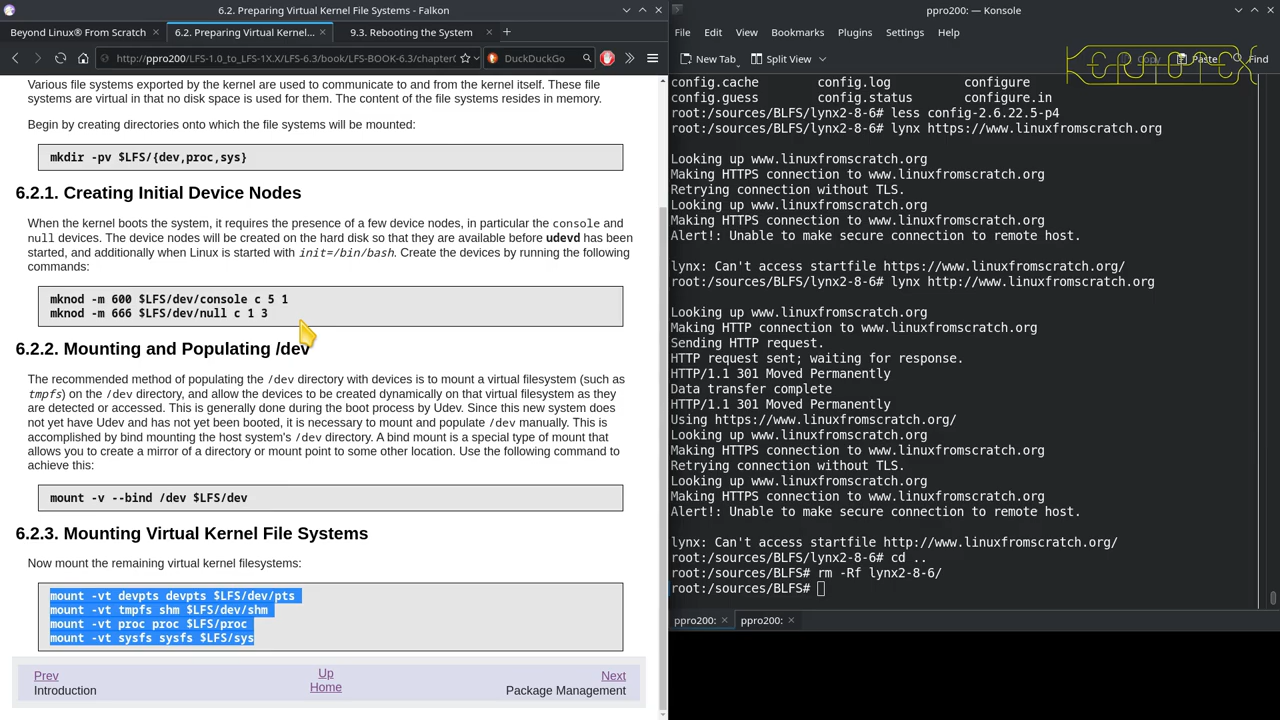 6.2. Preparing Virtual Kernel File Systems - Falkon
Beyond Linux® From Scratch
6.2. Preparing Virtual Kernel...
9.3. Rebooting the System
http://ppro200/LFS-1.0_to_LFS-1X.X/LFS-6.3/book/LFS-BOOK-6.3/chapter(
DuckDuckGo
Various file systems exported by the kernel are used to communicate to and from the kernel itself. These file
systems are virtual in that no disk space is used for them. The content of the file systems resides in memory.
Begin by creating directories onto which the file systems will be mounted:
mkdir -pv $LFS/{dev,proc,sys}
6.2.1. Creating Initial Device Nodes
When the kernel boots the system, it requires the presence of a few device nodes, in particular the console and
null devices. The device nodes will be created on the hard disk so that they are available before udevd has been
started, and additionally when Linux is started with init=/bin/bash. Create the devices by running the following
commands:
mknod -m 600 $LFS/dev/console c 5 1
mknod -m 666 $LFS/dev/null c 1 3
6.2.2. Mounting and Populating /dev
The recommended method of populating the /dev directory with devices is to mount a virtual filesystem (such as
tmpfs) on the /dev directory, and allow the devices to be created dynamically on that virtual filesystem as they
are detected or accessed. This is generally done during the boot process by Udev. Since this new system does
not yet have Udev and has not yet been booted, it is necessary to mount and populate /dev manually. This is
accomplished by bind mounting the host system's /dev directory. A bind mount is a special type of mount that
allows you to create a mirror of a directory or mount point to some other location. Use the following command to
achieve this:
mount -v --bind /dev $LFS/dev
6.2.3. Mounting Virtual Kernel File Systems
Now mount the remaining virtual kernel filesystems:
mount -vt devpts devpts $LFS/dev/pts
mount -vt tmpfs shm $LFS/dev/shm
mount -vt proc proc $LFS/proc
mount -vt sysfs sysfs $LFS/sys
Prev
Up
Next
Introduction
Home
Package Management
ppro200: — Konsole
File Edit View Bookmarks Plugins Settings Help
New Tab Split View Copy Paste Find
config.cache config.log configure
config.guess config.status configure.in
root:/sources/BLFS/lynx2-8-6# less config-2.6.22.5-p4
root:/sources/BLFS/lynx2-8-6# lynx https://www.linuxfromscratch.org
Looking up www.linuxfromscratch.org
Making HTTPS connection to www.linuxfromscratch.org
Retrying connection without TLS.
Looking up www.linuxfromscratch.org
Making HTTPS connection to www.linuxfromscratch.org
Alert!: Unable to make secure connection to remote host.
lynx: Can't access startfile https://www.linuxfromscratch.org/
root:/sources/BLFS/lynx2-8-6# lynx http://www.linuxfromscratch.org
Looking up www.linuxfromscratch.org
Making HTTP connection to www.linuxfromscratch.org
Sending HTTP request.
HTTP request sent; waiting for response.
HTTP/1.1 301 Moved Permanently
Data transfer complete
HTTP/1.1 301 Moved Permanently
Using https://www.linuxfromscratch.org/
Looking up www.linuxfromscratch.org
Making HTTPS connection to www.linuxfromscratch.org
Retrying connection without TLS.
Looking up www.linuxfromscratch.org
Making HTTPS connection to www.linuxfromscratch.org
Alert!: Unable to make secure connection to remote host.
lynx: Can't access startfile http://www.linuxfromscratch.org/
root:/sources/BLFS/lynx2-8-6# cd ..
root:/sources/BLFS# rm -Rf lynx2-8-6/
root:/sources/BLFS#
ppro200:
ppro200: